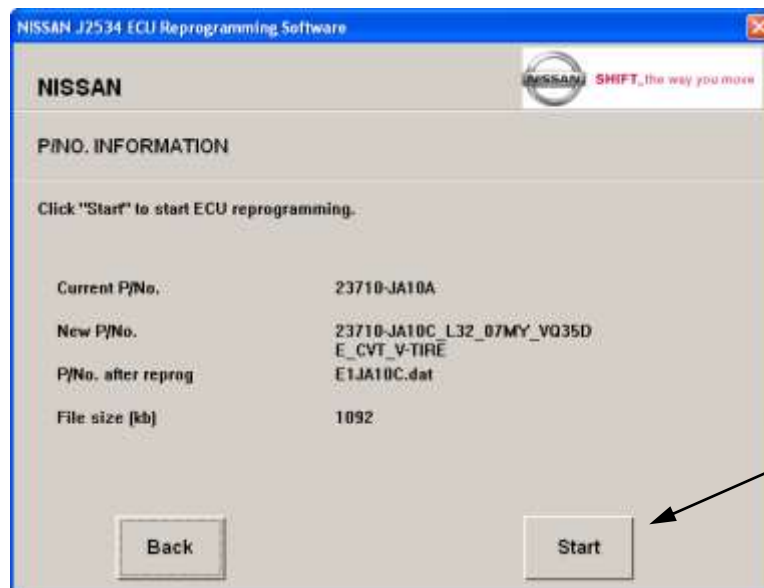 NISSAN J2534 ECU Reprogramming Software
NISSAN
NISSAN SHIFT_the way you move
P/NO. INFORMATION
Click "Start" to start ECU reprogramming.
Current P/No. 23710-JA10A
New P/No. 23710-JA10C_L32_07MY_VQ35D
E_CVT_V-TIRE
P/No. after reprog E1JA10C.dat
File size (kb) 1092
Back Start